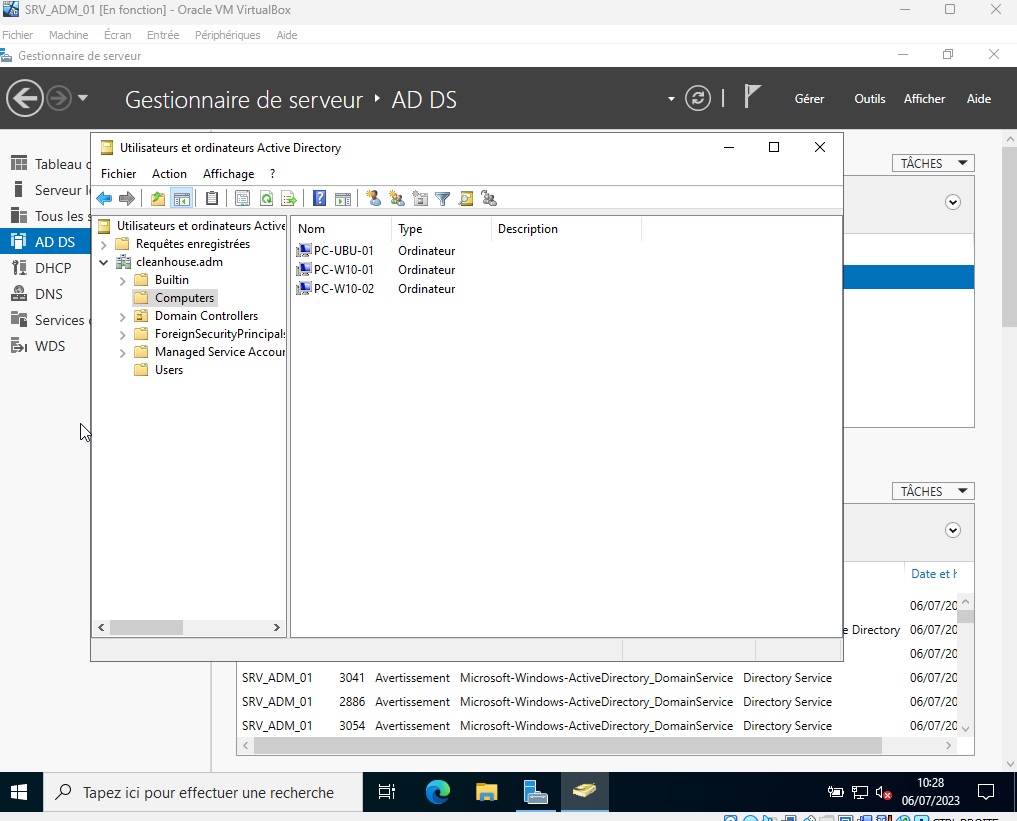 SRV_ADM_01 [En fonction] - Oracle VM VirtualBox
Fichier Machine Écran Entrée Périphériques Aide
Gestionnaire de serveur
Gestionnaire de serveur AD DS
Gérer Outils Afficher Aide
Utilisateurs et ordinateurs Active Directory
Fichier Action Affichage ?
Tableau d
Serveur l
Tous les s
AD DS
DHCP
DNS
Services
WDS
TÂCHES
Utilisateurs et ordinateurs Active
Requêtes enregistrées
cleanhouse.adm
Builtin
Computers
Domain Controllers
ForeignSecurityPrincipals
Managed Service Accour
Users
Nom Type Description
PC-UBU-01 Ordinateur
PC-W10-01 Ordinateur
PC-W10-02 Ordinateur
TÂCHES
Date et h
06/07/20
e Directory 06/07/20
06/07/20
SRV_ADM_01 3041 Avertissement Microsoft-Windows-ActiveDirectory_DomainService Directory Service 06/07/20
SRV_ADM_01 2886 Avertissement Microsoft-Windows-ActiveDirectory_DomainService Directory Service 06/07/20
SRV_ADM_01 3054 Avertissement Microsoft-Windows-ActiveDirectory_DomainService Directory Service 06/07/20
Tapez ici pour effectuer une recherche
10:28
06/07/2023
CTRL DROITE